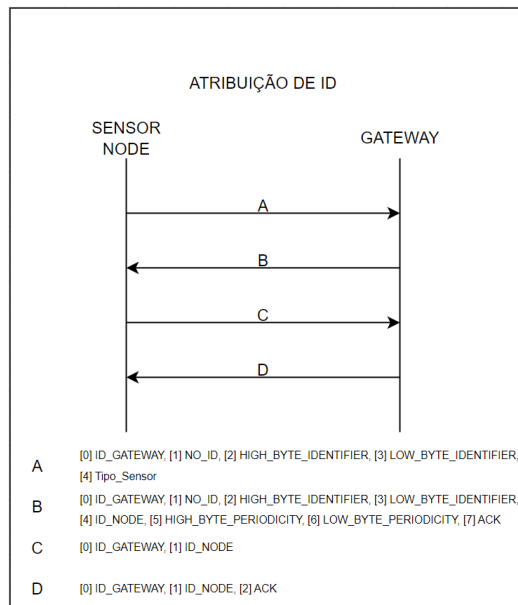 ATRIBUIÇÃO DE ID
SENSOR
NODE
GATEWAY
A
B
C
D
A
[0] ID_GATEWAY, [1] NO_ID, [2] HIGH_BYTE_IDENTIFIER, [3] LOW_BYTE_IDENTIFIER,
[4] Tipo_Sensor
B
[0] ID_GATEWAY, [1] NO_ID, [2] HIGH_BYTE_IDENTIFIER, [3] LOW_BYTE_IDENTIFIER,
[4] ID_NODE, [5] HIGH_BYTE_PERIODICITY, [6] LOW_BYTE_PERIODICITY, [7] ACK
C
[0] ID_GATEWAY, [1] ID_NODE
D
[0] ID_GATEWAY, [1] ID_NODE, [2] ACK